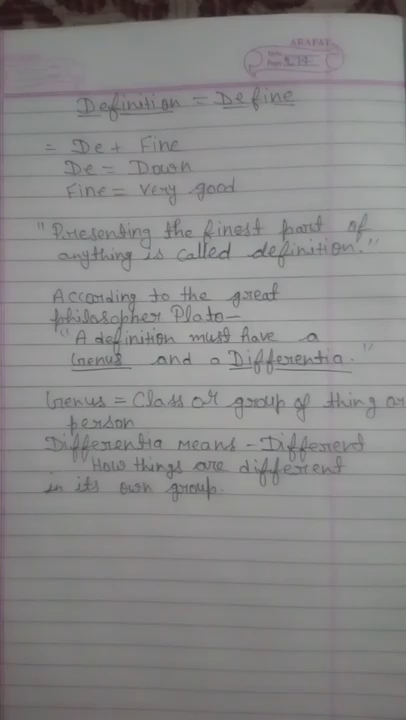 ARAFAT
Page
Definition = Define
= De + Fine
De = Down
Fine = Very good
"Presenting the finest part of
anything is called definition."
According to the great
philosopher Plato—
"A definition must have a
Genus and a Differentia."
Genus = Class or group of thing or
person
Differentia means - Different
How things are different
in its own group.